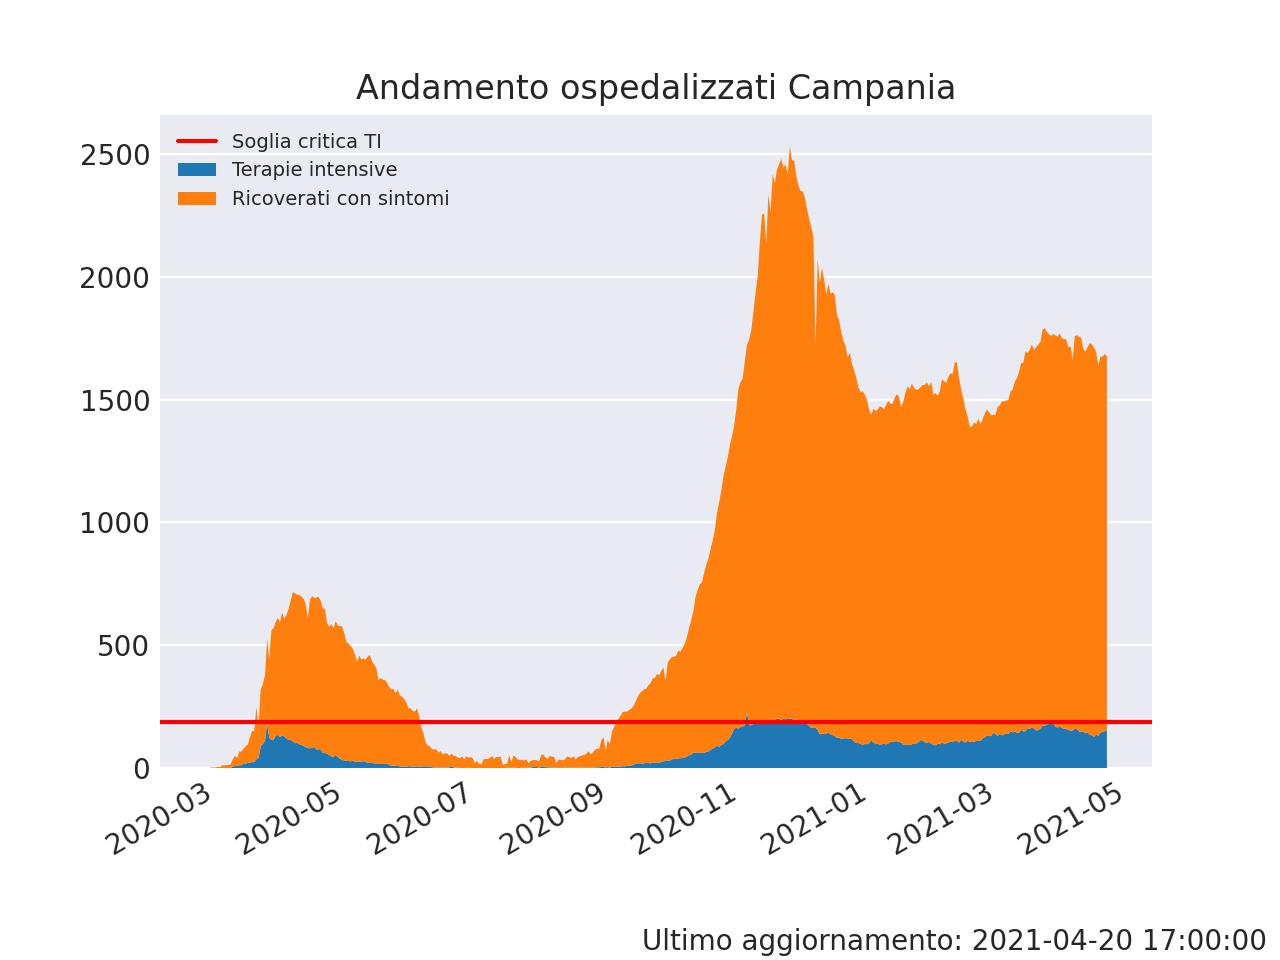 Andamento ospedalizzati Campania
Soglia critica TI
Terapie intensive
Ricoverati con sintomi
2500
2000
1500
1000
500
0
2020-03
2020-05
2020-07
2020-09
2020-11
2021-01
2021-03
2021-05
Ultimo aggiornamento: 2021-04-20 17:00:00